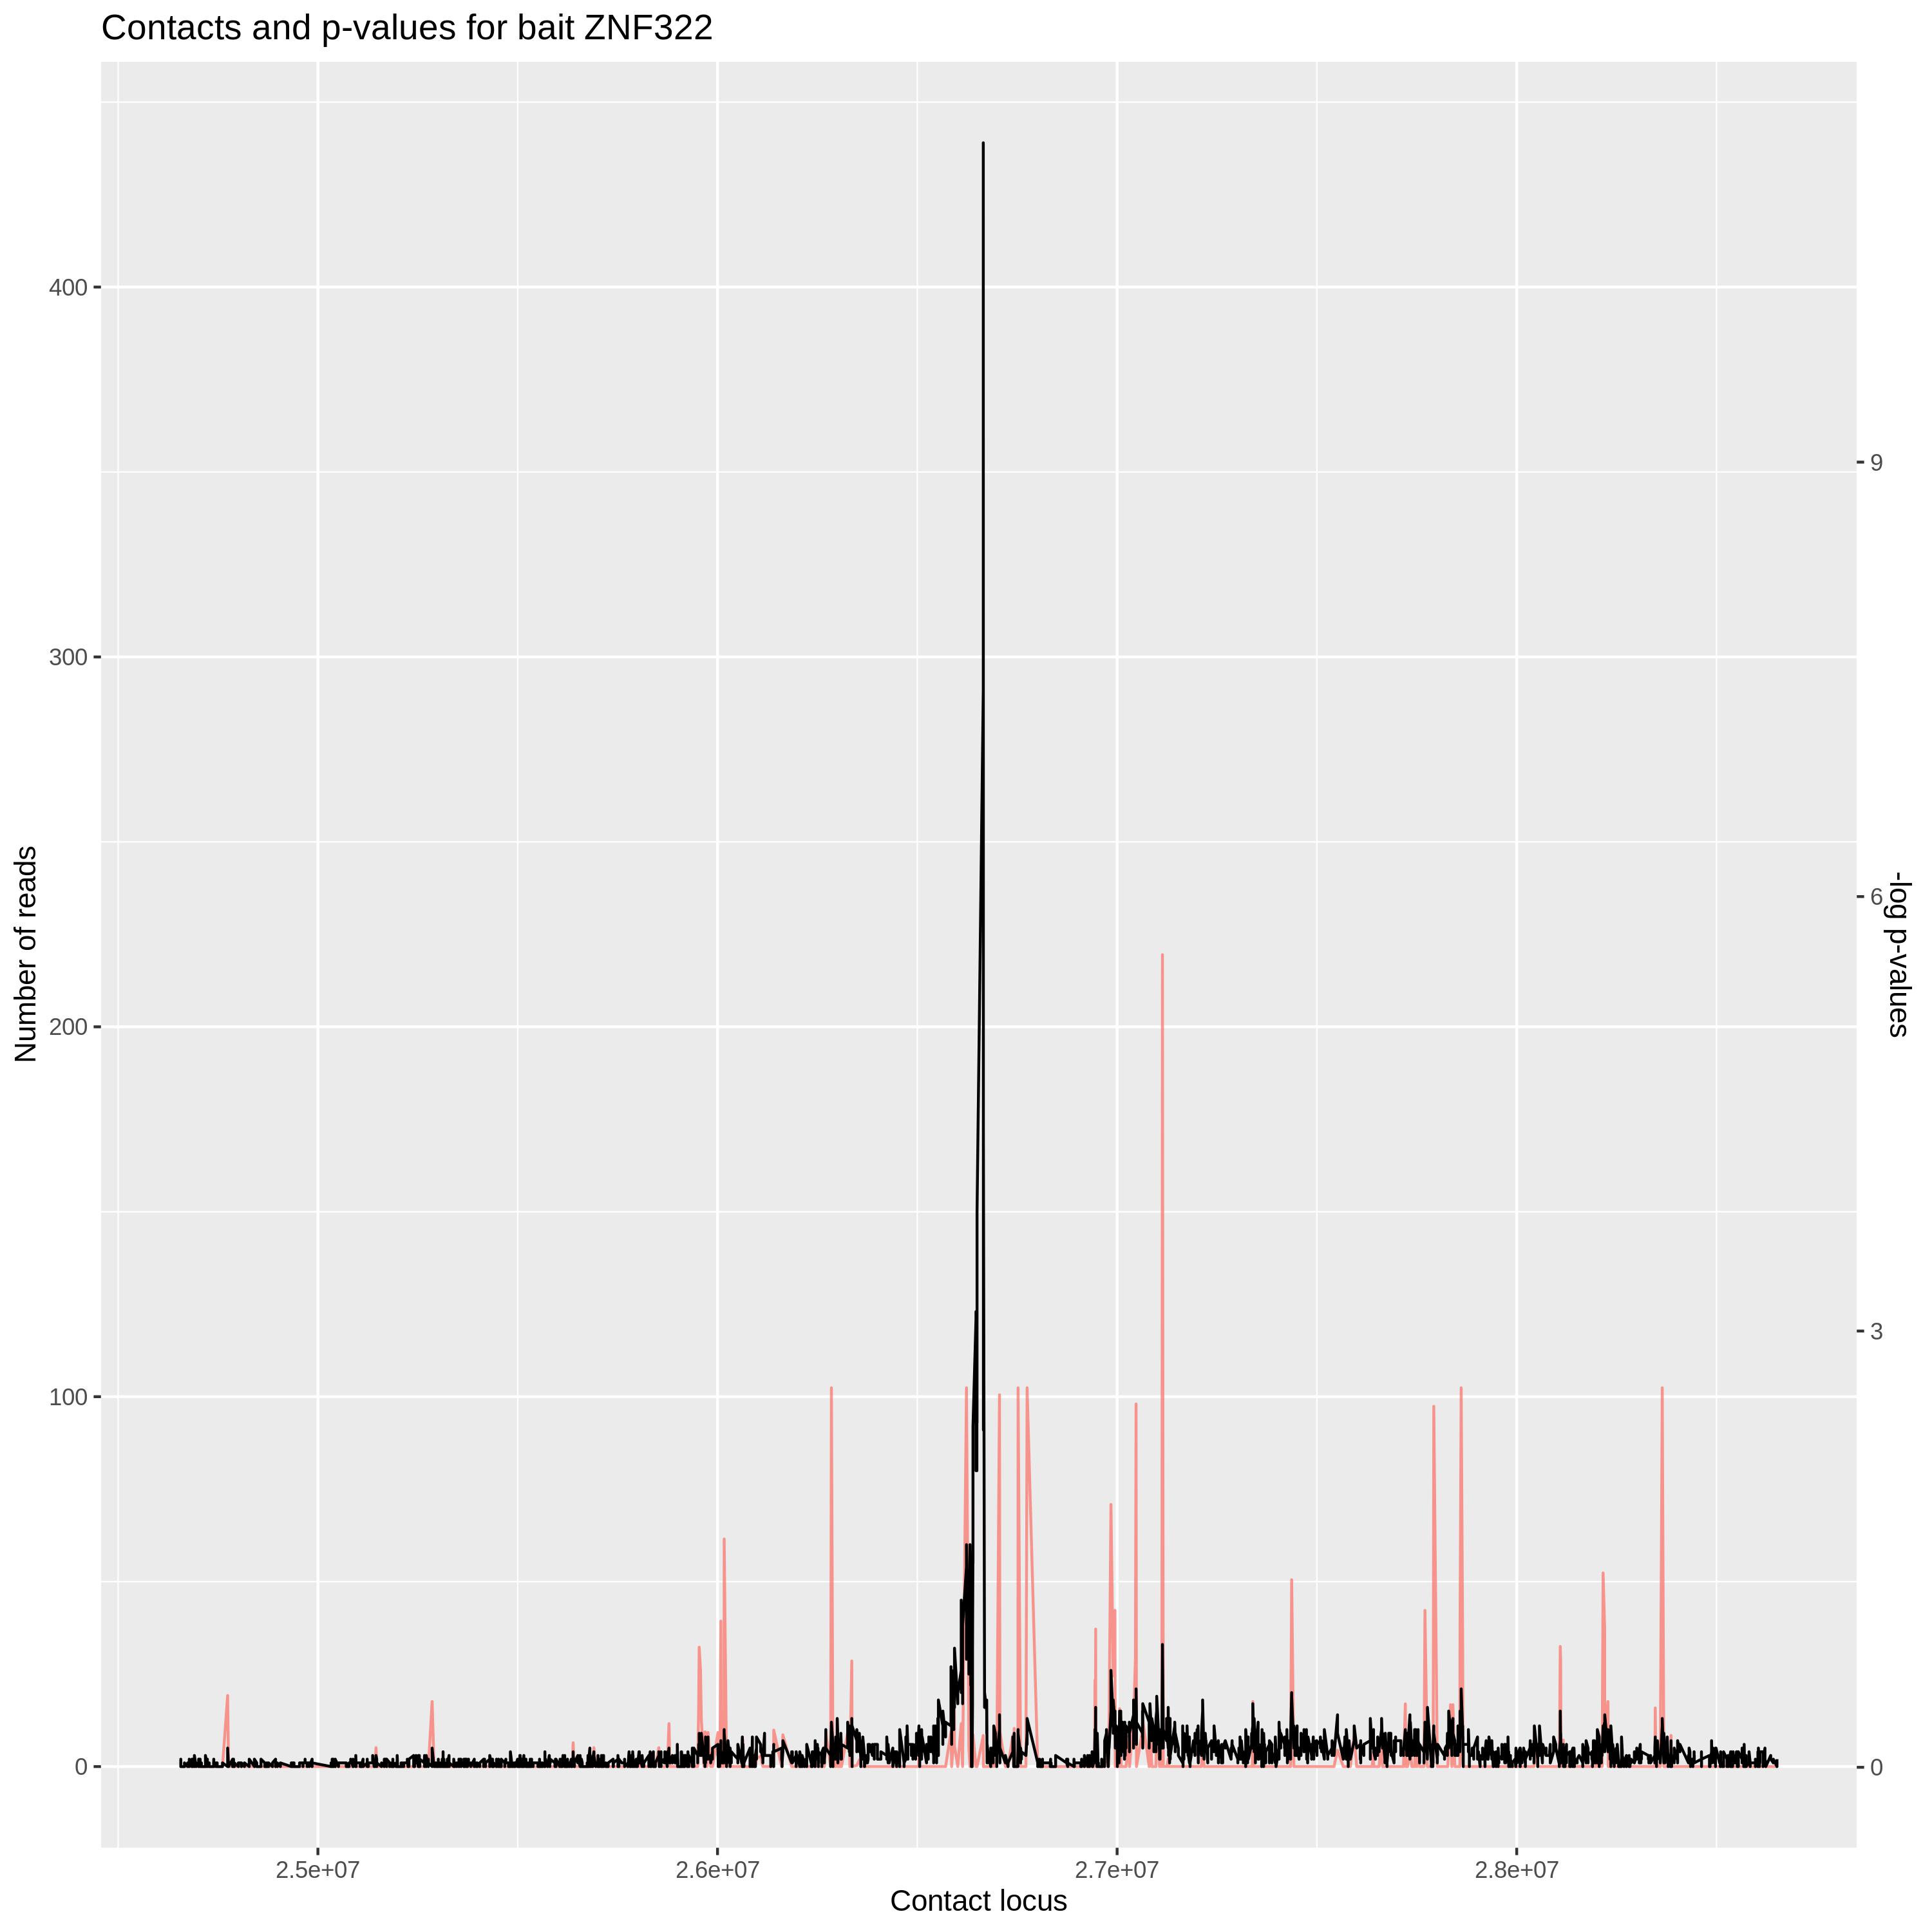 Contacts and p-values for bait ZNF322
Number of reads
400
300
200
100
0
9
6
3
0
-log p-values
2.5e+07
2.6e+07
2.7e+07
2.8e+07
Contact locus